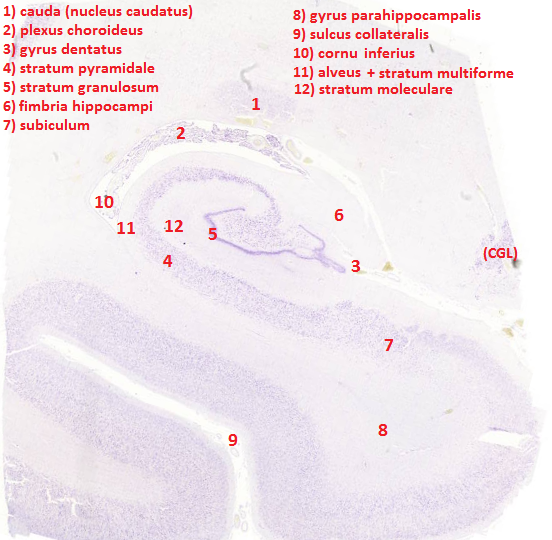 1) cauda (nucleus caudatus)
2) plexus choroideus
3) gyrus dentatus
4) stratum pyramidale
5) stratum granulosum
6) fimbria hippocampi
7) subiculum
8) gyrus parahippocampalis
9) sulcus collateralis
10) cornu inferius
11) alveus + stratum multiforme
12) stratum moleculare
1
2
10
11
12
5
6
4
3
(CGL)
7
8
9